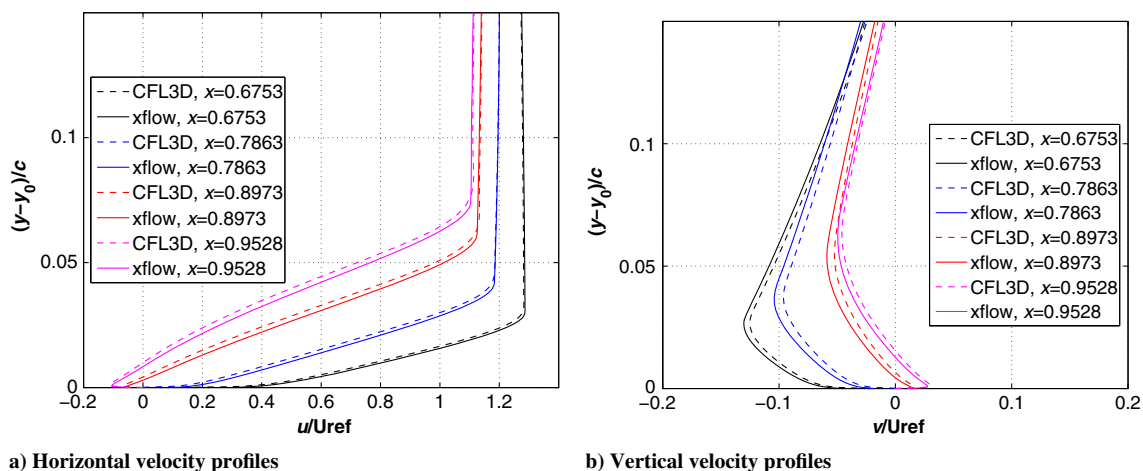 0.1
0.05
0
(y–y0)/c
CFL3D, x=0.6753
xflow, x=0.6753
CFL3D, x=0.7863
xflow, x=0.7863
CFL3D, x=0.8973
xflow, x=0.8973
CFL3D, x=0.9528
xflow, x=0.9528
–0.2 0 0.2 0.4 0.6 0.8 1 1.2
u/Uref
a) Horizontal velocity profiles
0.1
0.05
0
(y–y0)/c
CFL3D, x=0.6753
xflow, x=0.6753
CFL3D, x=0.7863
xflow, x=0.7863
CFL3D, x=0.8973
xflow, x=0.8973
CFL3D, x=0.9528
xflow, x=0.9528
–0.2 –0.1 0 0.1 0.2
v/Uref
b) Vertical velocity profiles